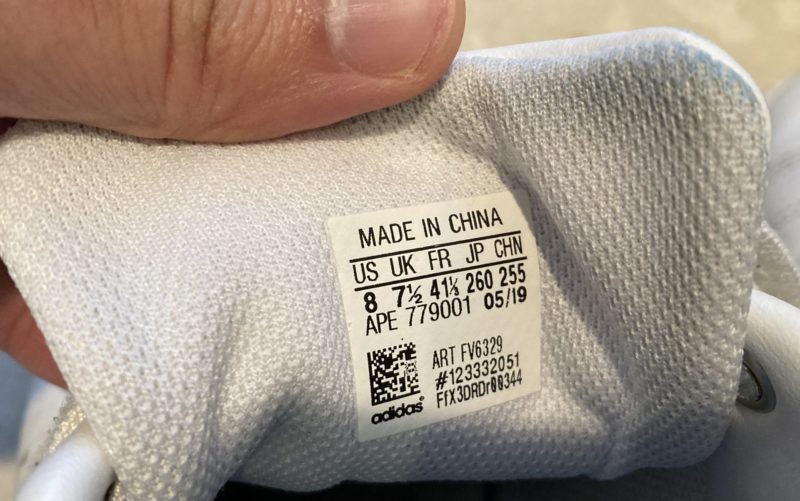 MADE IN CHINA
US UK FR JP CHN
8 7½ 41⅓ 260 255
APE 779001 05/19
ART FV6329
#123332051
FfX3DRDr00344
adidas